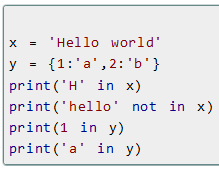 x = 'Hello world'
y = {1:'a',2:'b'}
print('H' in x)
print('hello' not in x)
print(1 in y)
print('a' in y)